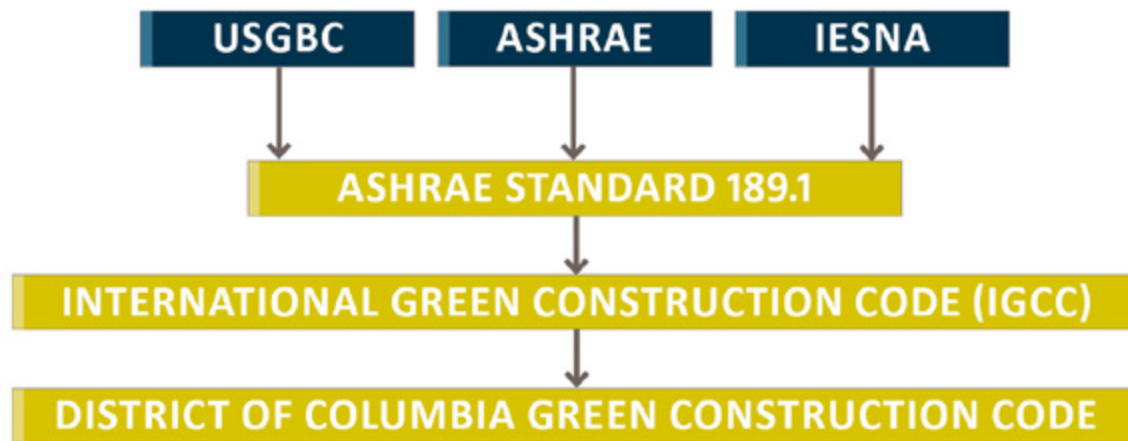 USGBC
ASHRAE
IESNA
ASHRAE STANDARD 189.1
INTERNATIONAL GREEN CONSTRUCTION CODE (IGCC)
DISTRICT OF COLUMBIA GREEN CONSTRUCTION CODE